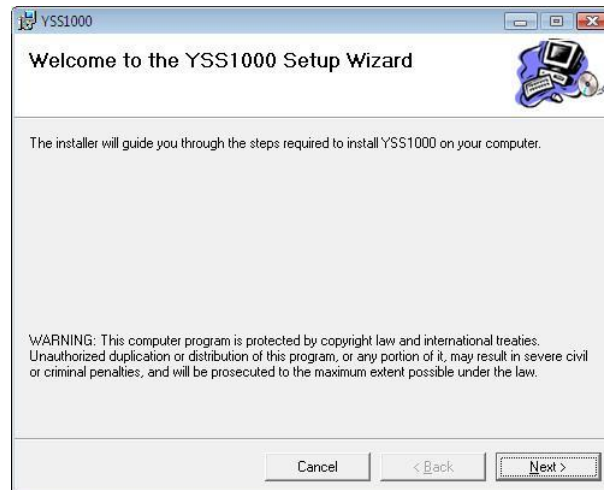 YSS1000
Welcome to the YSS1000 Setup Wizard
The installer will guide you through the steps required to install YSS1000 on your computer.
WARNING: This computer program is protected by copyright law and international treaties.
Unauthorized duplication or distribution of this program, or any portion of it, may result in severe civil
or criminal penalties, and will be prosecuted to the maximum extent possible under the law.
Cancel
< Back
Next >